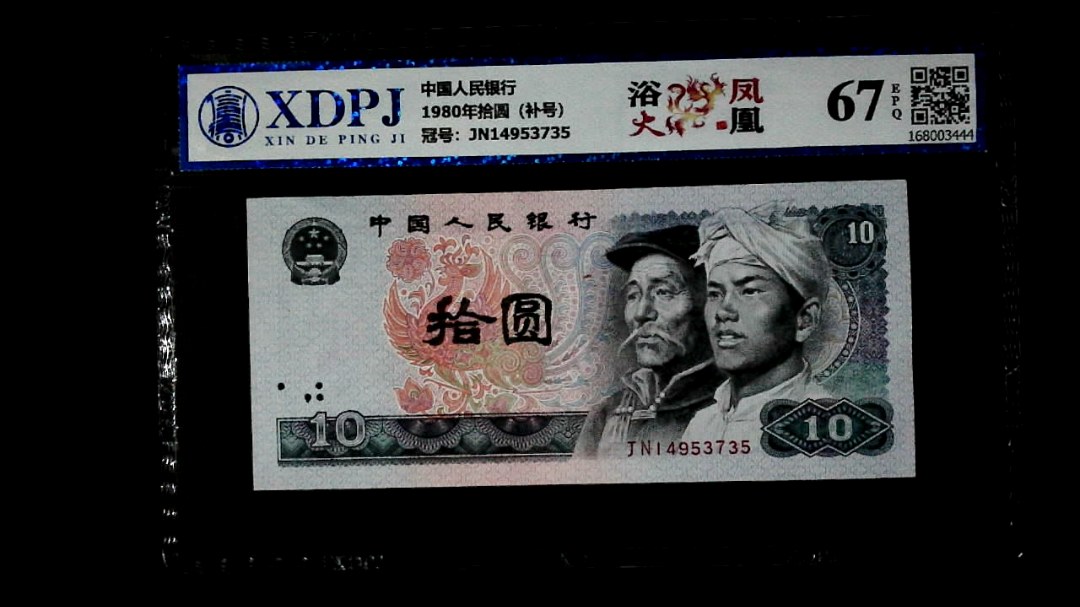 XDPJ
XIN DE PING JI
中国人民银行
1980年拾圆（补号）
冠号：JN14953735
浴火
凤凰
67
EPQ
168003444
中国人民银行
10
拾圆
10
JN14953735
10